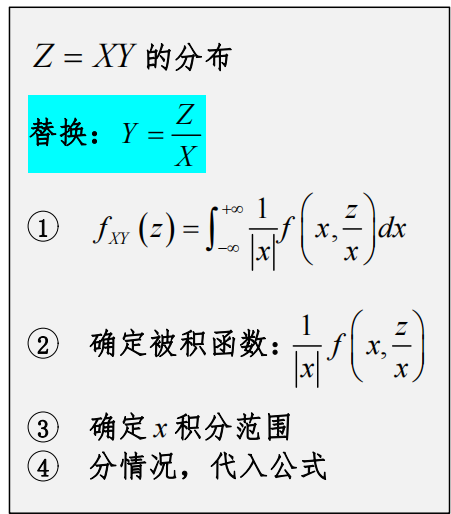 Z = XY 的分布
替换：Y = \frac{Z}{X}
① f_{XY}(z) = \int_{-\infty}^{+\infty} \frac{1}{|x|} f\left(x, \frac{z}{x}\right) dx
② 确定被积函数：\frac{1}{|x|} f\left(x, \frac{z}{x}\right)
③ 确定 x 积分范围
④ 分情况，代入公式